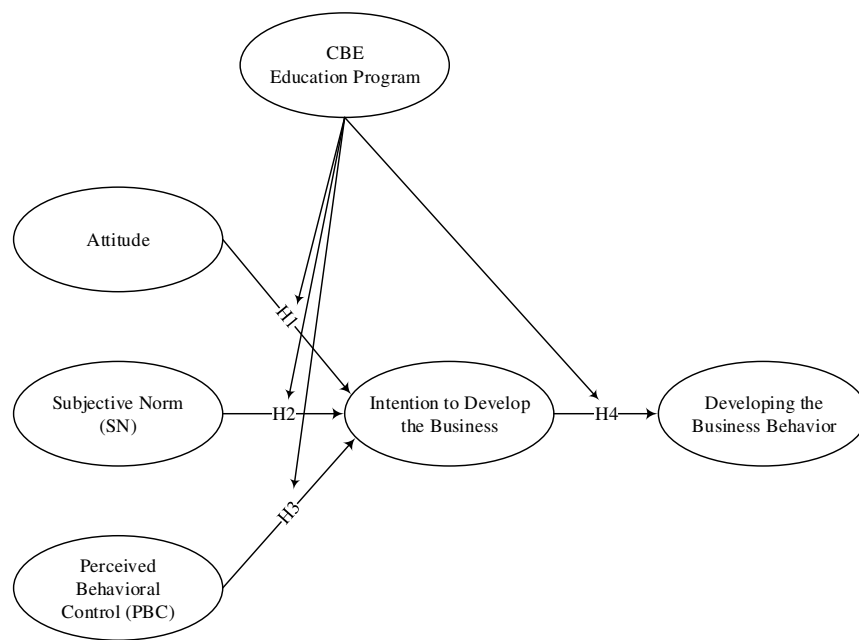 CBE
Education Program
Attitude
H1
Subjective Norm
(SN)
H2
Intention to Develop
the Business
H4
Developing the
Business Behavior
H3
Perceived
Behavioral
Control (PBC)